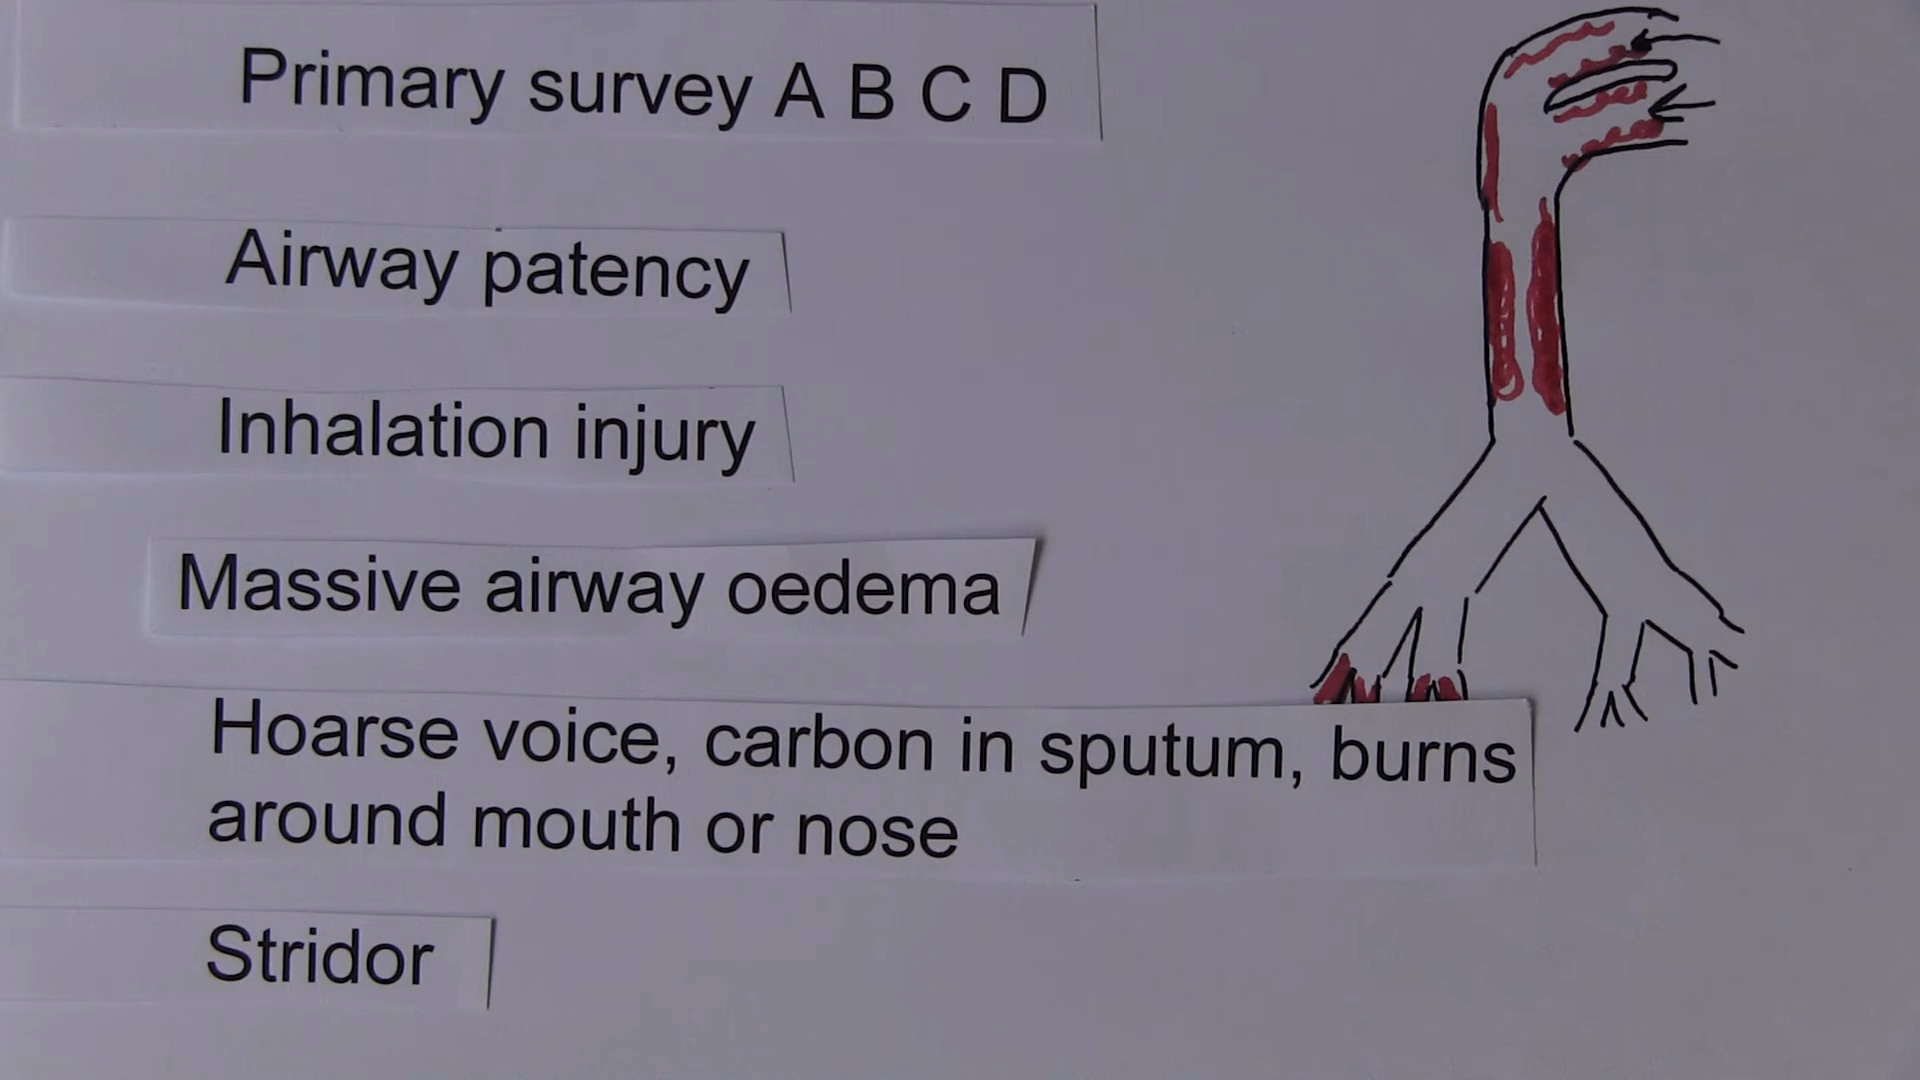 Primary survey A B C D
Airway patency
Inhalation injury
Massive airway oedema
Hoarse voice, carbon in sputum, burns
around mouth or nose
Stridor